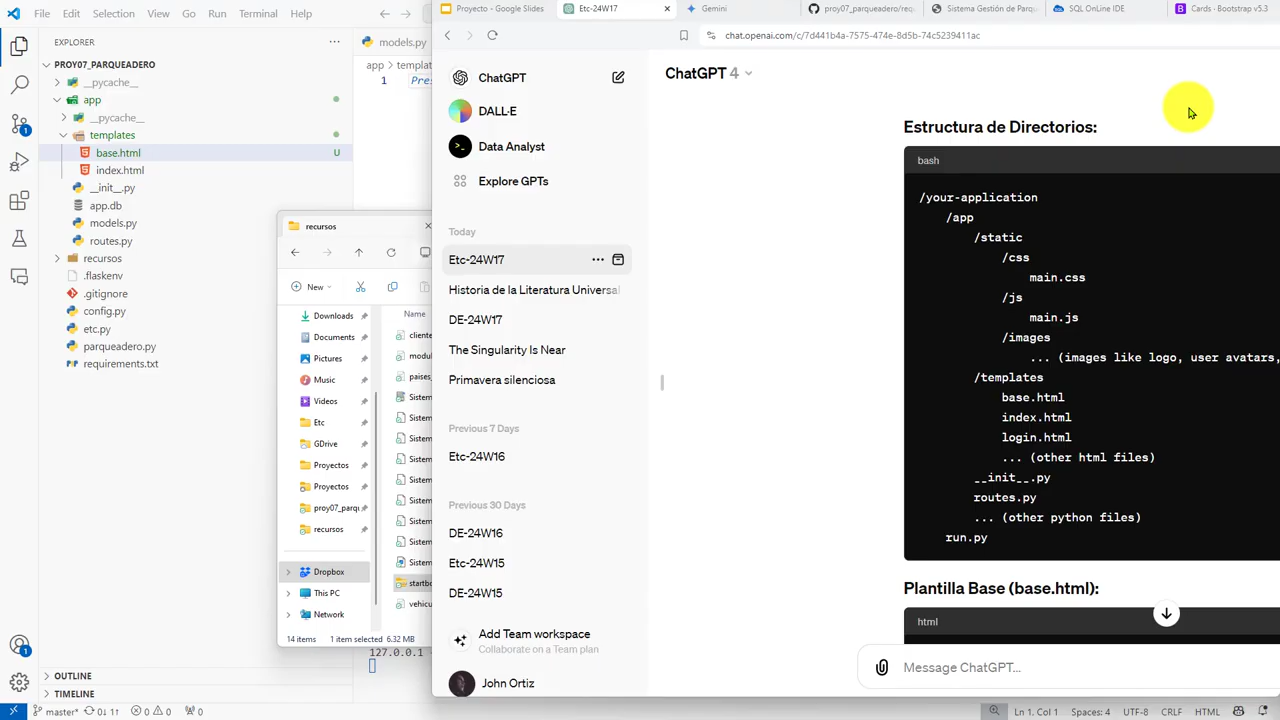 File
Edit
Selection
View
Go
Run
Terminal
Help
EXPLORER
PROY07_PARQUEADERO
__pycache__
app
__pycache__
templates
base.html
U
index.html
__init__.py
app.db
models.py
routes.py
recursos
.flaskenv
.gitignore
config.py
etc.py
parqueadero.py
requirements.txt
OUTLINE
TIMELINE
master*
0↓ 1↑
0
0
0
models.py
app
1
recursos
New
Name
Downloads
Documents
Pictures
Music
Videos
Etc
GDrive
Proyectos
Proyectos
recursos
Dropbox
This PC
Network
14 items
1 item selected
6.32 MB
Proyecto - Google Slides
Etc-24W17
Gemini
SQL OnLine IDE
Cards - Bootstrap v5.3
chat.openai.com/c/7d441b4a-7575-474e-8d5b-74c5239411ac
ChatGPT
DALL·E
Data Analyst
Explore GPTs
Today
Etc-24W17
Historia de la Literatura Universal
DE-24W17
The Singularity Is Near
Primavera silenciosa
Previous 7 Days
Etc-24W16
Previous 30 Days
DE-24W16
Etc-24W15
DE-24W15
Add Team workspace
Collaborate on a Team plan
John Ortiz
ChatGPT 4
Estructura de Directorios:
bash
/your-application
/app
/static
/css
main.css
/js
main.js
/images
... (images like logo, user avatars,
/templates
base.html
index.html
login.html
... (other html files)
__init__.py
routes.py
... (other python files)
run.py
Plantilla Base (base.html):
html
Message ChatGPT...
Ln 1, Col 1
Spaces: 4
UTF-8
CRLF
HTML